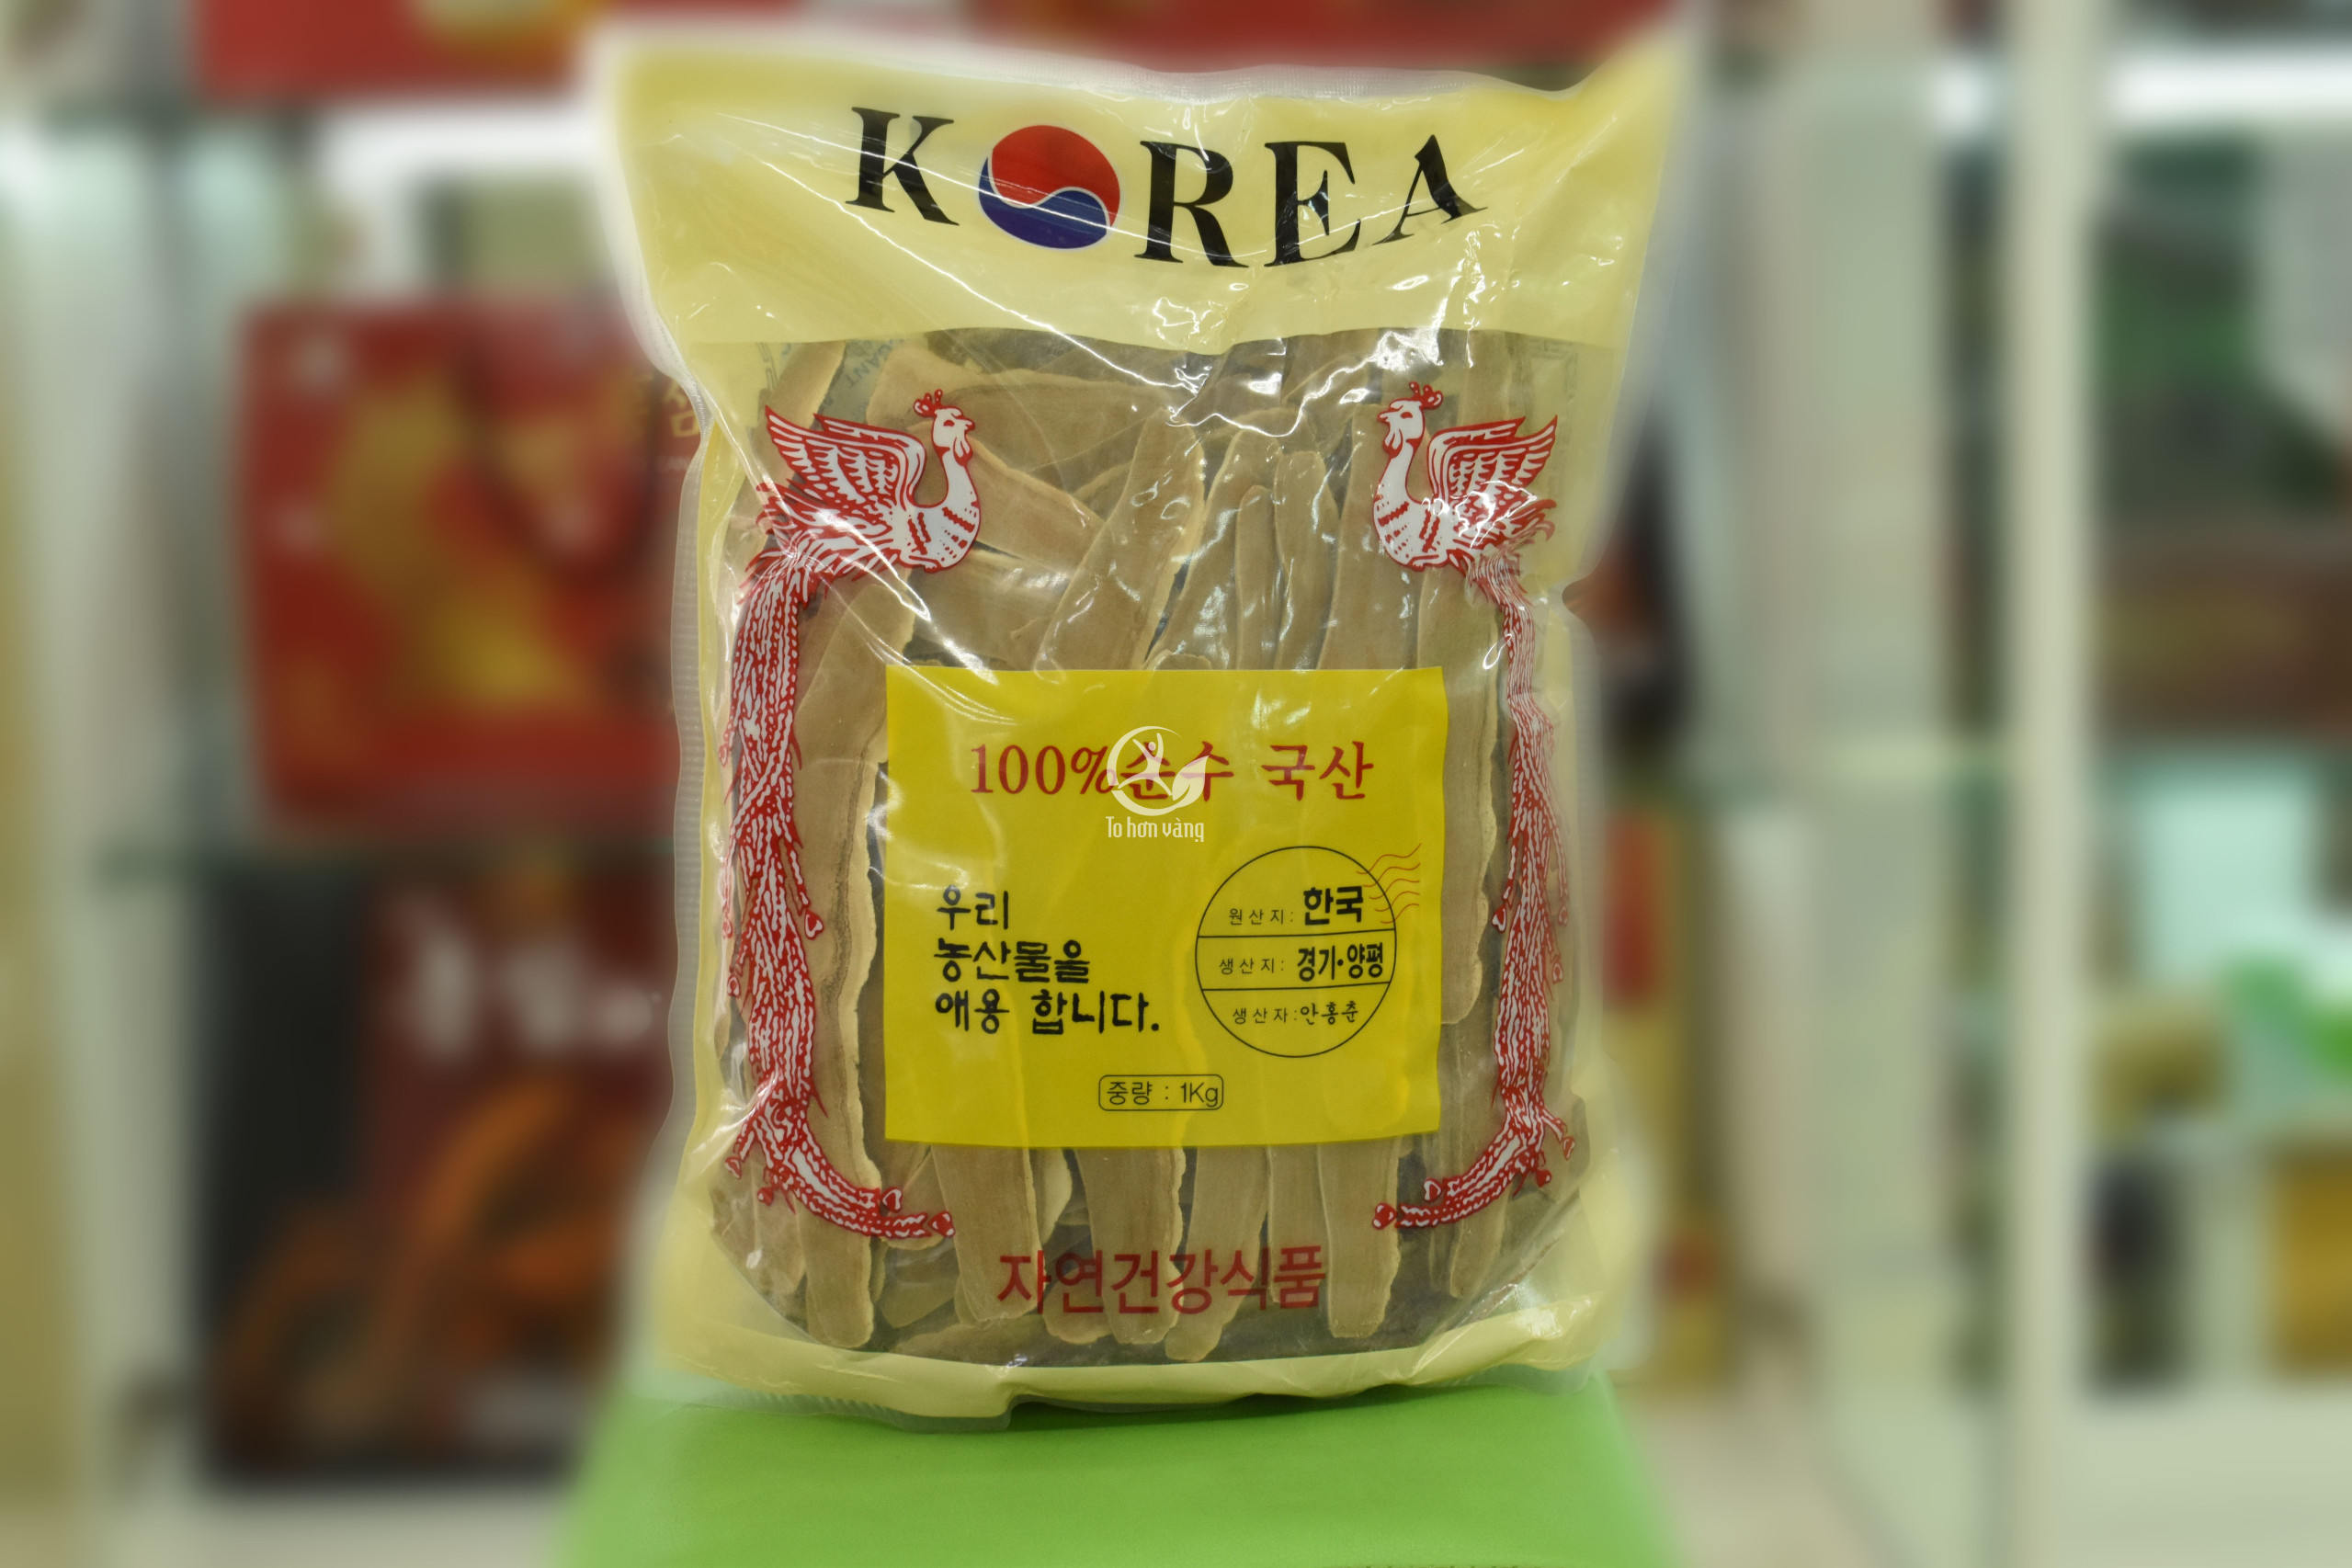 KOREA
100%순수 국산
To hơn vàng
우리
농산물을
애용 합니다.
원산지: 한국
생산지: 경기·양평
생산자:안흥춘
중량 : 1Kg
자연건강식품